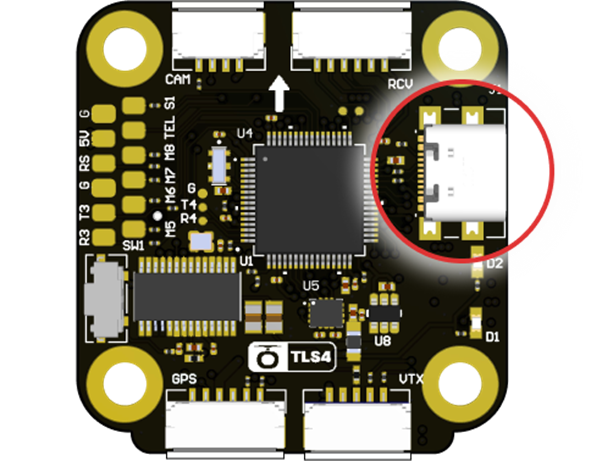 CAM
RCV
J1
G
S1
5V
TEL
RS
M8
G
M7
T3
M6
R3
M5
SW1
U4
G
T4
R4
U1
U5
U8
D2
D1
TLS4
GPS
VTX